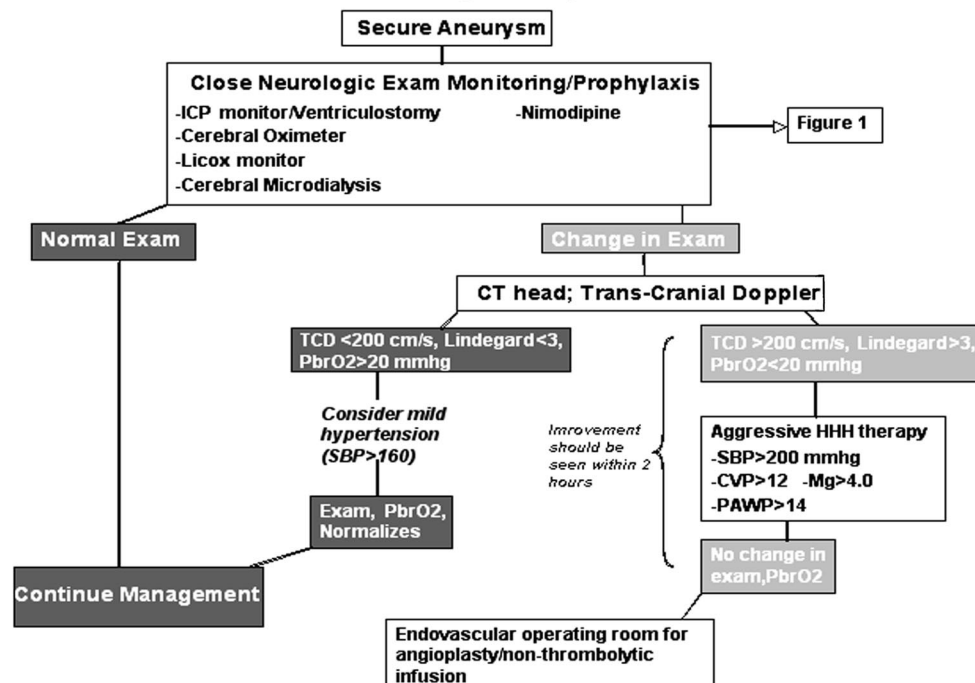 Secure Aneurysm
Close Neurologic Exam Monitoring/Prophylaxis
-ICP monitor/Ventriculostomy -Nimodipine
-Cerebral Oximeter
-Licox monitor
-Cerebral Microdialysis
Figure 1
Normal Exam
Change in Exam
CT head; Trans-Cranial Doppler
TCD <200 cm/s, Lindegard<3,
PbrO2>20 mmhg
Consider mild
hypertension
(SBP>160)
Exam, PbrO2,
Normalizes
Continue Management
TCD >200 cm/s, Lindegard>3,
PbrO2<20 mmhg
Imrovement
should be
seen within 2
hours
Aggressive HHH therapy
-SBP>200 mmhg
-CVP>12 -Mg>4.0
-PAWP>14
No change in
exam,PbrO2
Endovascular operating room for
angioplasty/non-thrombolytic
infusion